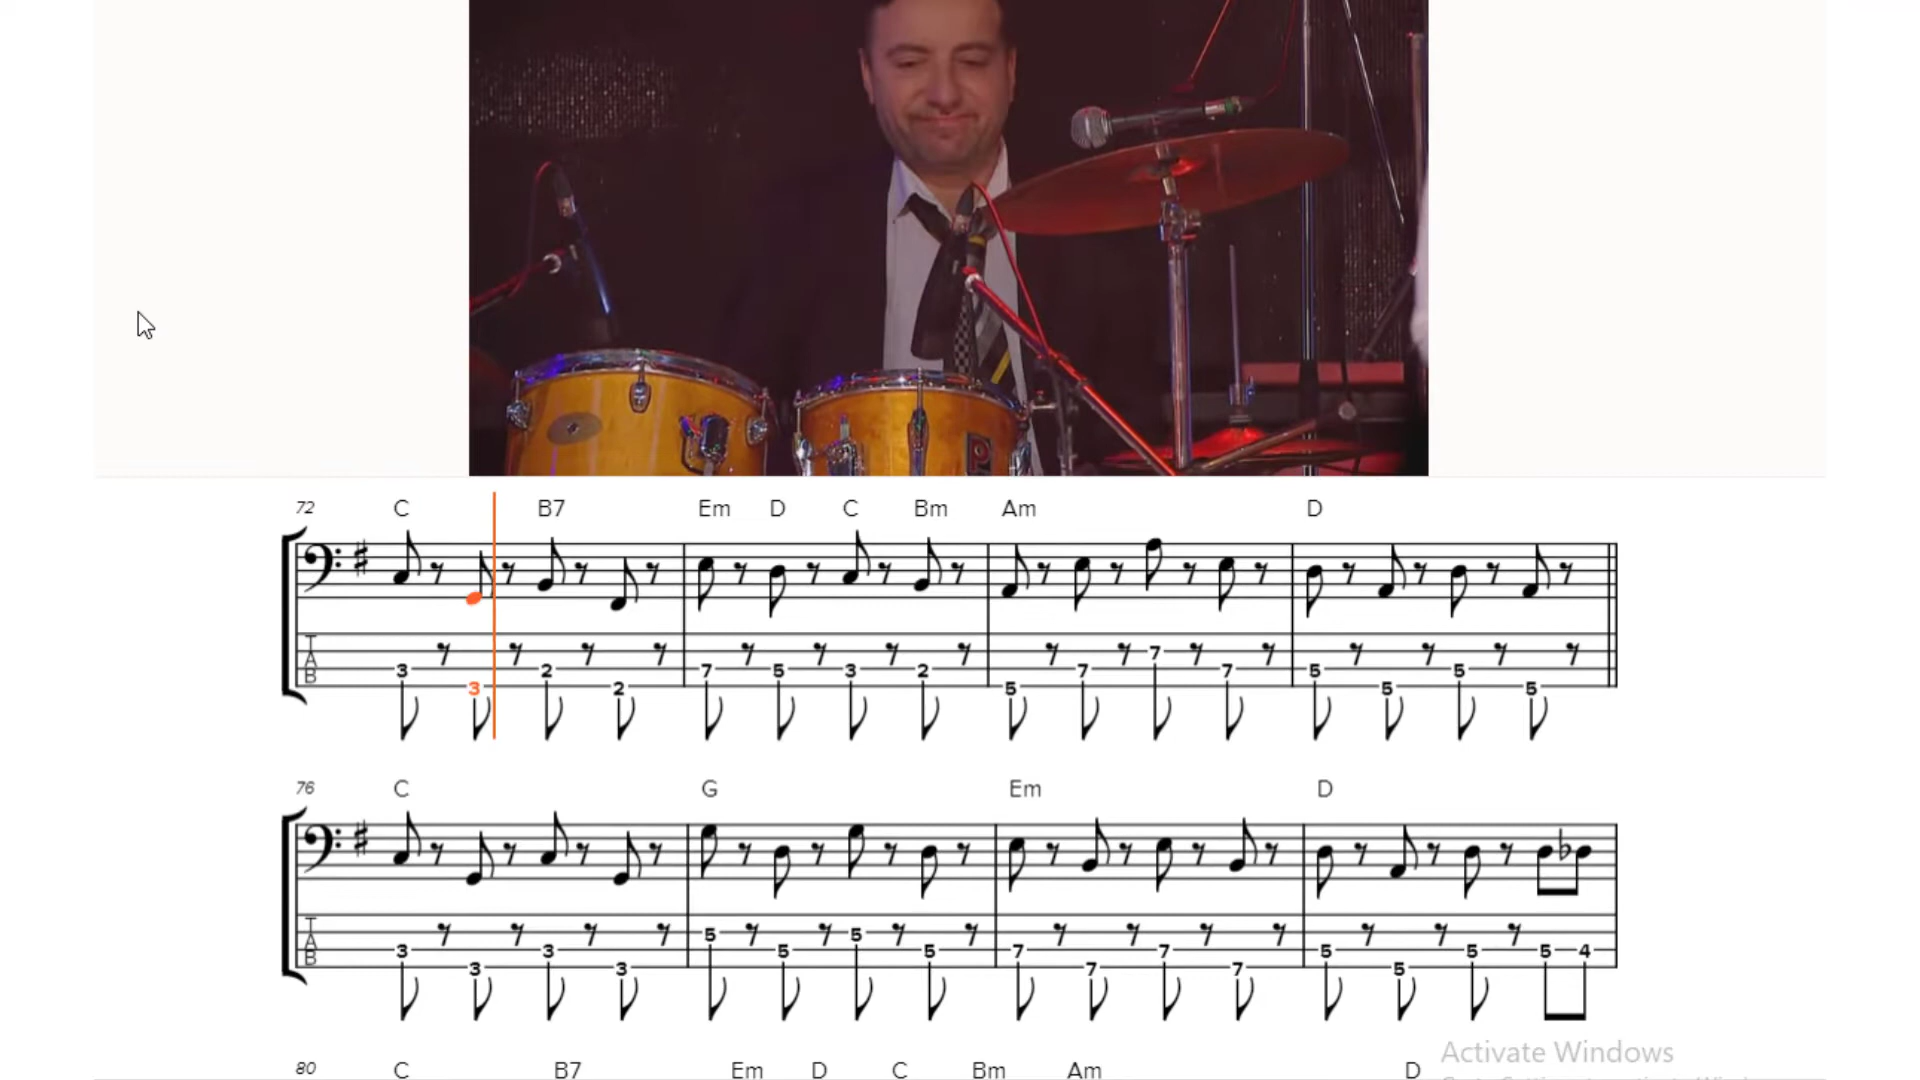 72 C B7 Em D C Bm Am D
T 3 3 2 2 7 5 3 2 5 7 7 7 5 5 5 5
A
B
76 C G Em D
T 5 5
A 3 3 5 5 7 7 5 5 5 4
B 3 3 7 7 5
Activate Windows
80 C B7 Em D C Bm Am D